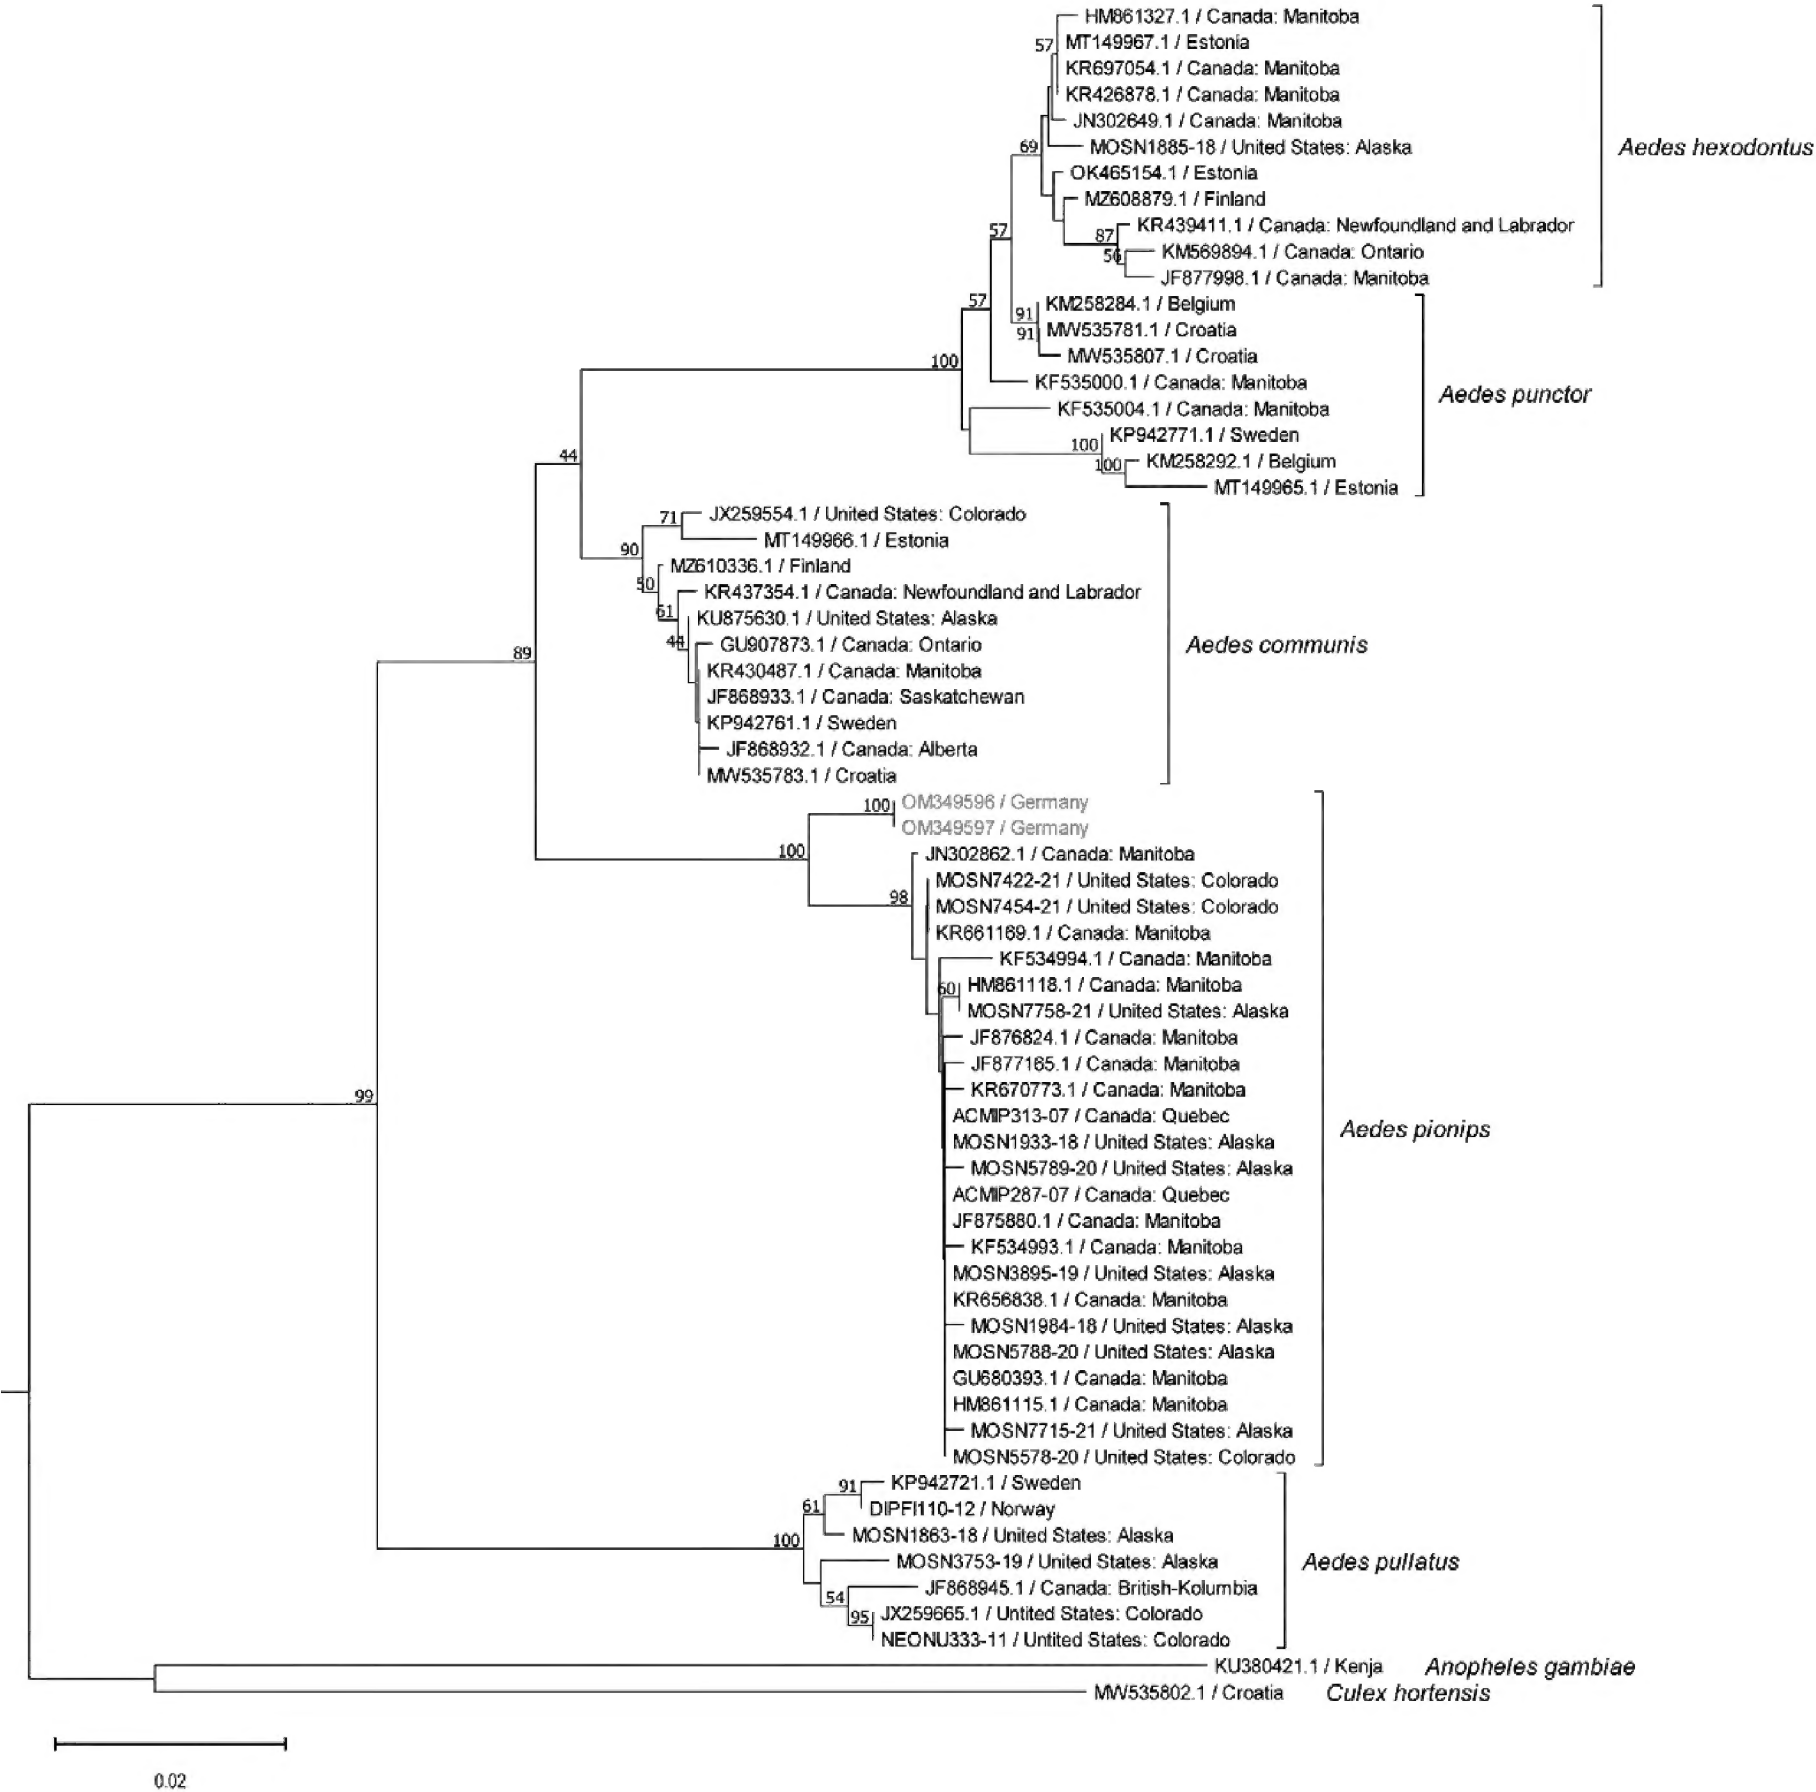 HM861327.1 / Canada: Manitoba
57
MT149967.1 / Estonia
KR697054.1 / Canada: Manitoba
KR426878.1 / Canada: Manitoba
JN302649.1 / Canada: Manitoba
69
MOSN1885-18 / United States: Alaska
Aedes hexodontus
OK465154.1 / Estonia
MZ608879.1 / Finland
KR439411.1 / Canada: Newfoundland and Labrador
57
87
KM569894.1 / Canada: Ontario
56
JF877998.1 / Canada: Manitoba
57
KM258284.1 / Belgium
91
MW535781.1 / Croatia
91
MW535807.1 / Croatia
100
KF535000.1 / Canada: Manitoba
Aedes punctor
KF535004.1 / Canada: Manitoba
KP942771.1 / Sweden
100
44
KM258292.1 / Belgium
100
MT149965.1 / Estonia
JX259554.1 / United States: Colorado
71
MT149966.1 / Estonia
90
MZ610336.1 / Finland
50
KR437354.1 / Canada: Newfoundland and Labrador
61
KU875630.1 / United States: Alaska
44
GU907873.1 / Canada: Ontario
Aedes communis
89
KR430487.1 / Canada: Manitoba
JF868933.1 / Canada: Saskatchewan
KP942761.1 / Sweden
JF868932.1 / Canada: Alberta
MW535783.1 / Croatia
100
OM349596 / Germany
OM349597 / Germany
100
JN302862.1 / Canada: Manitoba
MOSN7422-21 / United States: Colorado
98
MOSN7454-21 / United States: Colorado
KR661169.1 / Canada: Manitoba
KF534994.1 / Canada: Manitoba
60
HM861118.1 / Canada: Manitoba
MOSN7758-21 / United States: Alaska
JF876824.1 / Canada: Manitoba
JF877165.1 / Canada: Manitoba
99
KR670773.1 / Canada: Manitoba
ACMIP313-07 / Canada: Quebec
Aedes pionips
MOSN1933-18 / United States: Alaska
MOSN5789-20 / United States: Alaska
ACMIP287-07 / Canada: Quebec
JF875880.1 / Canada: Manitoba
KF534993.1 / Canada: Manitoba
MOSN3895-19 / United States: Alaska
KR656838.1 / Canada: Manitoba
MOSN1984-18 / United States: Alaska
MOSN5788-20 / United States: Alaska
GU680393.1 / Canada: Manitoba
HM861115.1 / Canada: Manitoba
MOSN7715-21 / United States: Alaska
MOSN5578-20 / United States: Colorado
91
KP942721.1 / Sweden
61
DIPFI110-12 / Norway
100
MOSN1863-18 / United States: Alaska
MOSN3753-19 / United States: Alaska
Aedes pullatus
JF868945.1 / Canada: British-Kolumbia
54
95
JX259665.1 / Untited States: Colorado
NEONU333-11 / Untited States: Colorado
KU380421.1 / Kenja Anopheles gambiae
MW535802.1 / Croatia Culex hortensis
0.02